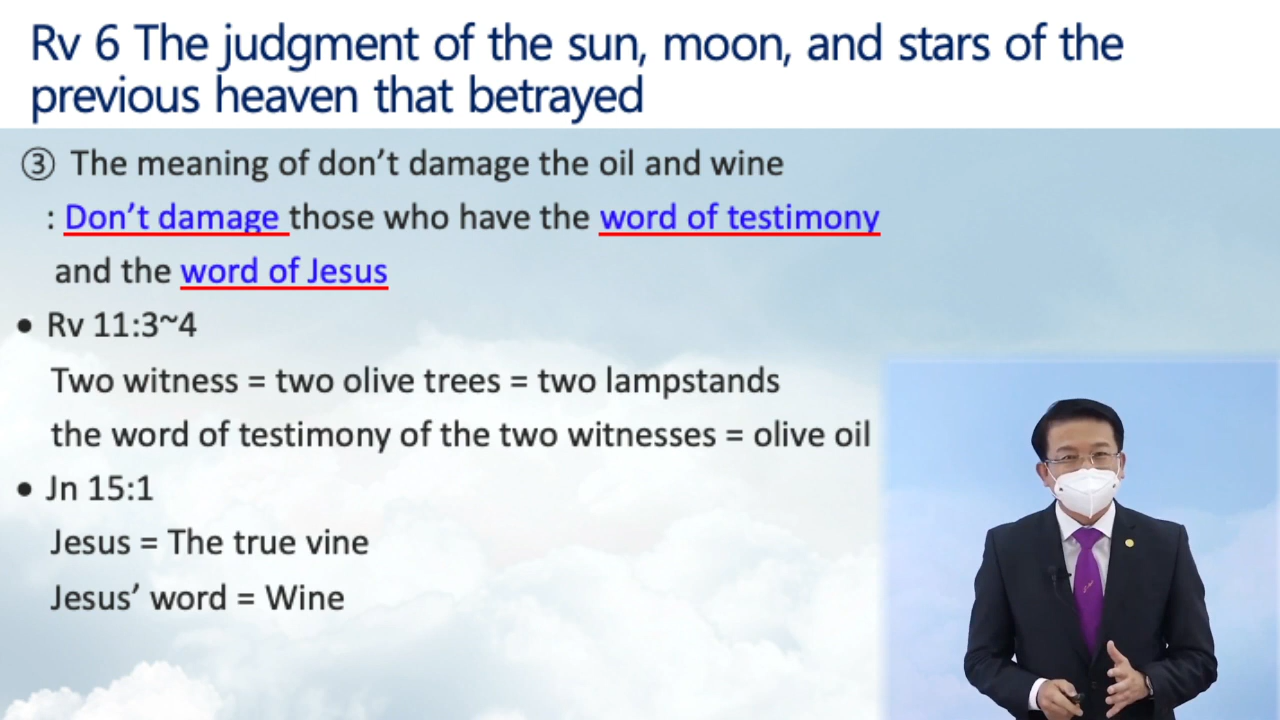 Rv 6 The judgment of the sun, moon, and stars of the
previous heaven that betrayed
③ The meaning of don't damage the oil and wine
: Don't damage those who have the word of testimony
and the word of Jesus
• Rv 11:3~4
Two witness = two olive trees = two lampstands
the word of testimony of the two witnesses = olive oil
• Jn 15:1
Jesus = The true vine
Jesus' word = Wine